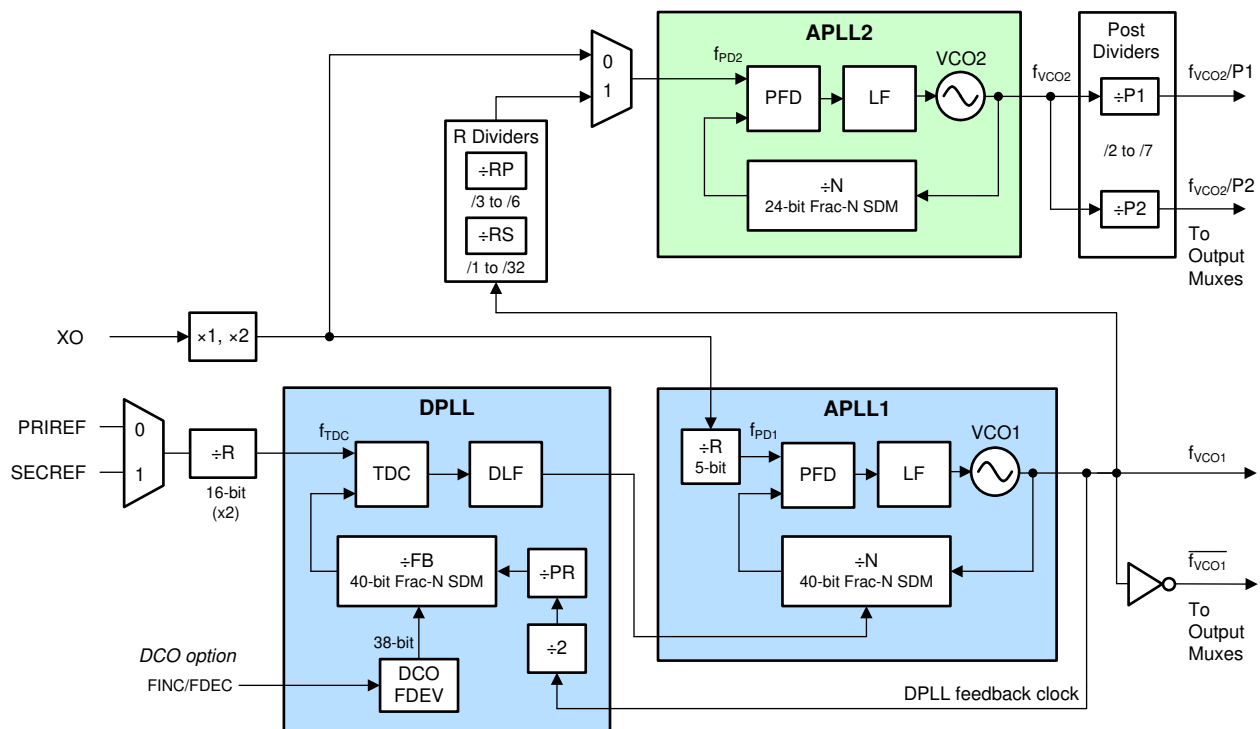 APLL2
Post
Dividers
0
1
f_PD2
PFD
LF
VCO2
f_VCO2
÷P1
f_VCO2/P1
/2 to /7
÷P2
f_VCO2/P2
To
Output
Muxes
R Dividers
÷RP
/3 to /6
÷RS
/1 to /32
÷N
24-bit Frac-N SDM
XO
×1, ×2
PRIREF
SECREF
0
1
÷R
16-bit
(x2)
DPLL
f_TDC
TDC
DLF
÷FB
40-bit Frac-N SDM
÷PR
÷2
38-bit
DCO
FDEV
DCO option
FINC/FDEC
APLL1
÷R
5-bit
f_PD1
PFD
LF
VCO1
÷N
40-bit Frac-N SDM
DPLL feedback clock
f_VCO1
f_VCO1
To
Output
Muxes